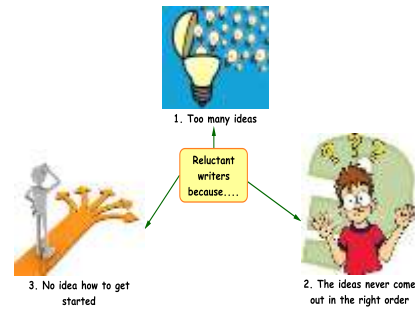 1. Too many ideas
Reluctant
writers
because....
3. No idea how to get
started
2. The ideas never come
out in the right order